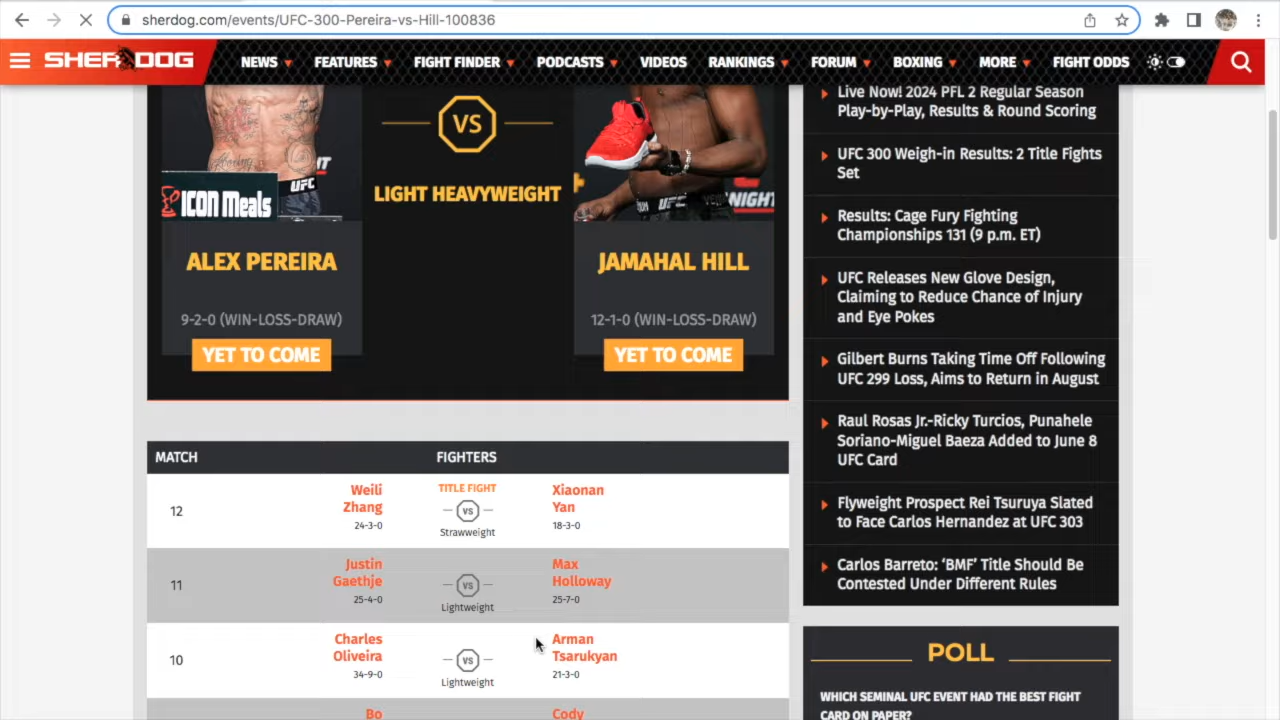 sherdog.com/events/UFC-300-Pereira-vs-Hill-100836
SHERDOG
NEWS
FEATURES
FIGHT FINDER
PODCASTS
VIDEOS
RANKINGS
FORUM
BOXING
MORE
FIGHT ODDS
ICON Meals
UFC
VS
LIGHT HEAVYWEIGHT
UFC
NIGHT
ALEX PEREIRA
JAMAHAL HILL
9-2-0 (WIN-LOSS-DRAW)
12-1-0 (WIN-LOSS-DRAW)
YET TO COME
YET TO COME
MATCH
FIGHTERS
12
Weili
Zhang
24-3-0
TITLE FIGHT
VS
Strawweight
Xiaonan
Yan
18-3-0
11
Justin
Gaethje
25-4-0
VS
Lightweight
Max
Holloway
25-7-0
10
Charles
Oliveira
34-9-0
VS
Lightweight
Arman
Tsarukyan
21-3-0
Bo
Cody
Live Now! 2024 PFL 2 Regular Season
Play-by-Play, Results & Round Scoring
UFC 300 Weigh-in Results: 2 Title Fights
Set
Results: Cage Fury Fighting
Championships 131 (9 p.m. ET)
UFC Releases New Glove Design,
Claiming to Reduce Chance of Injury
and Eye Pokes
Gilbert Burns Taking Time Off Following
UFC 299 Loss, Aims to Return in August
Raul Rosas Jr.-Ricky Turcios, Punahele
Soriano-Miguel Baeza Added to June 8
UFC Card
Flyweight Prospect Rei Tsuruya Slated
to Face Carlos Hernandez at UFC 303
Carlos Barreto: ‘BMF’ Title Should Be
Contested Under Different Rules
POLL
WHICH SEMINAL UFC EVENT HAD THE BEST FIGHT
CARD ON PAPER?